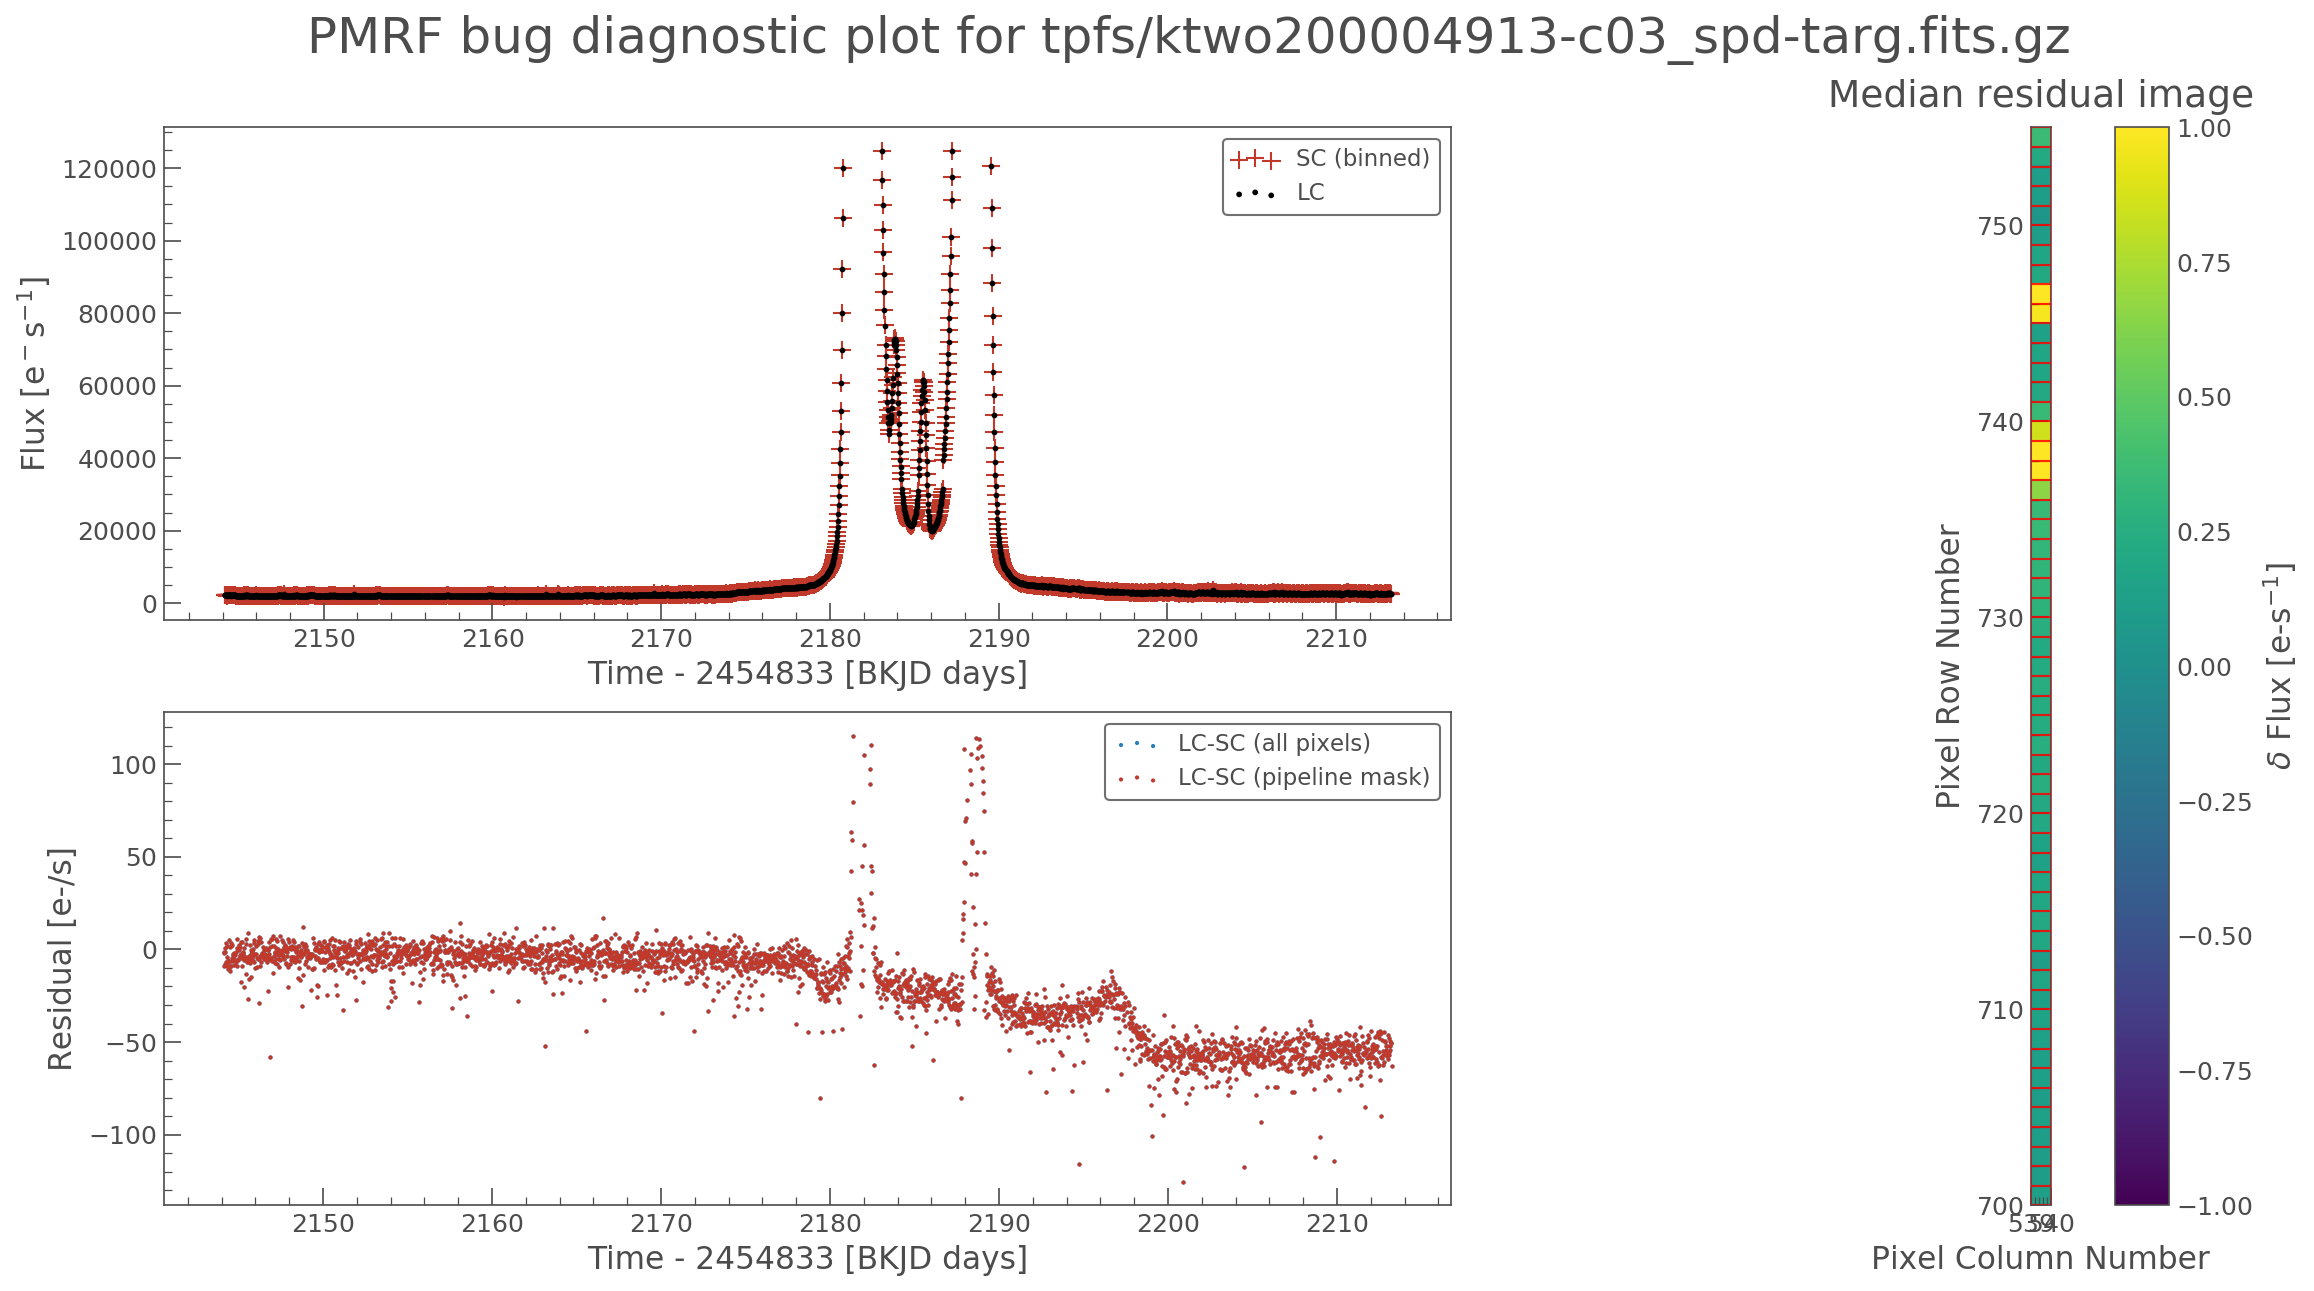 PMRF bug diagnostic plot for tpfs/ktwo200004913-c03_spd-targ.fits.gz
Flux [e⁻ s⁻¹]
120000
100000
80000
60000
40000
20000
0
SC (binned)
LC
2150 2160 2170 2180 2190 2200 2210
Time - 2454833 [BKJD days]
Residual [e-/s]
100
50
0
−50
−100
LC-SC (all pixels)
LC-SC (pipeline mask)
2150 2160 2170 2180 2190 2200 2210
Time - 2454833 [BKJD days]
Median residual image
Pixel Row Number
750
740
730
720
710
700
539 540
Pixel Column Number
1.00
0.75
0.50
0.25
0.00
−0.25
−0.50
−0.75
−1.00
δ Flux [e-s⁻¹]